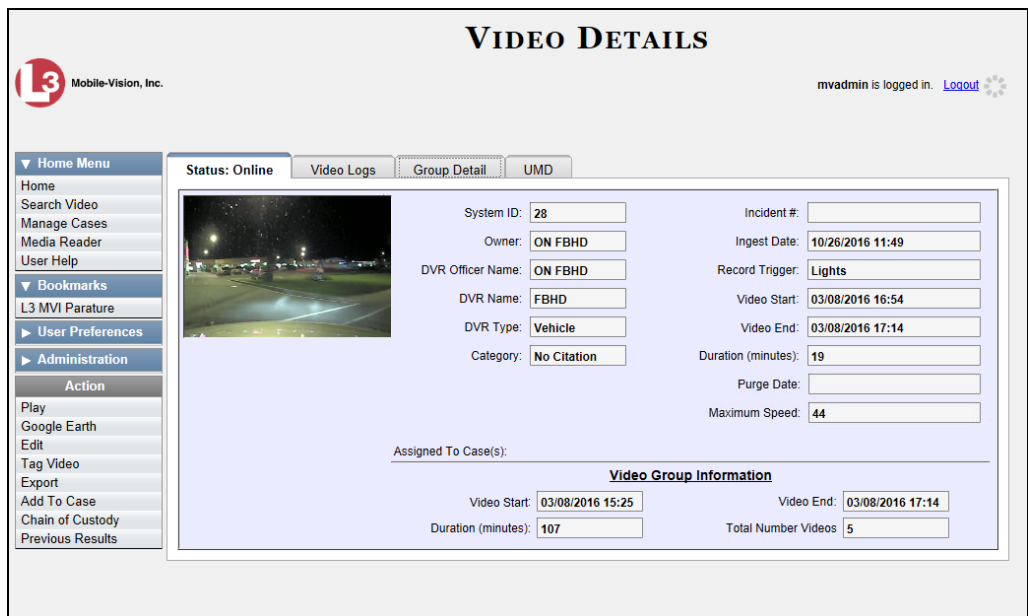 VIDEO DETAILS
L3 Mobile-Vision, Inc.
mvadmin is logged in. Logout
▼ Home Menu
Home
Search Video
Manage Cases
Media Reader
User Help
▼ Bookmarks
L3 MVI Parature
▶ User Preferences
▶ Administration
Action
Play
Google Earth
Edit
Tag Video
Export
Add To Case
Chain of Custody
Previous Results
Status: Online Video Logs Group Detail UMD
System ID: 28 Incident #:
Owner: ON FBHD Ingest Date: 10/26/2016 11:49
DVR Officer Name: ON FBHD Record Trigger: Lights
DVR Name: FBHD Video Start: 03/08/2016 16:54
DVR Type: Vehicle Video End: 03/08/2016 17:14
Category: No Citation Duration (minutes): 19
Purge Date:
Maximum Speed: 44
Assigned To Case(s):
Video Group Information
Video Start: 03/08/2016 15:25 Video End: 03/08/2016 17:14
Duration (minutes): 107 Total Number Videos 5